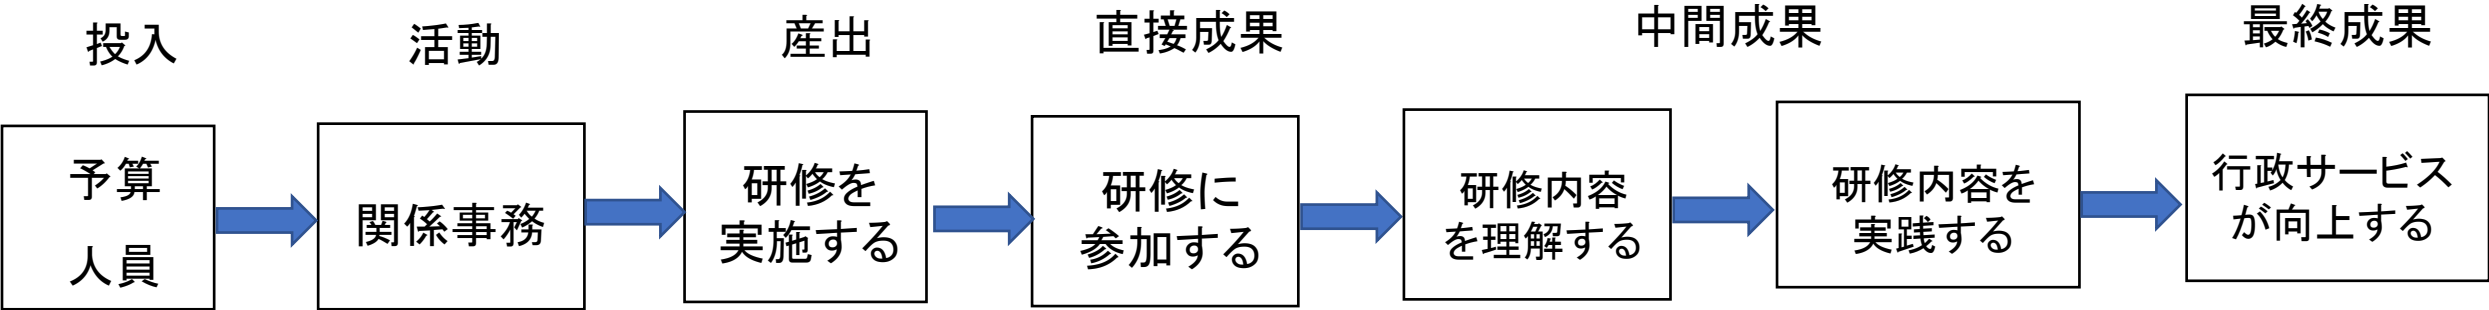 投入
活動
産出
直接成果
中間成果
最終成果
予算
人員
関係事務
研修を
実施する
研修に
参加する
研修内容
を理解する
研修内容を
実践する
行政サービス
が向上する